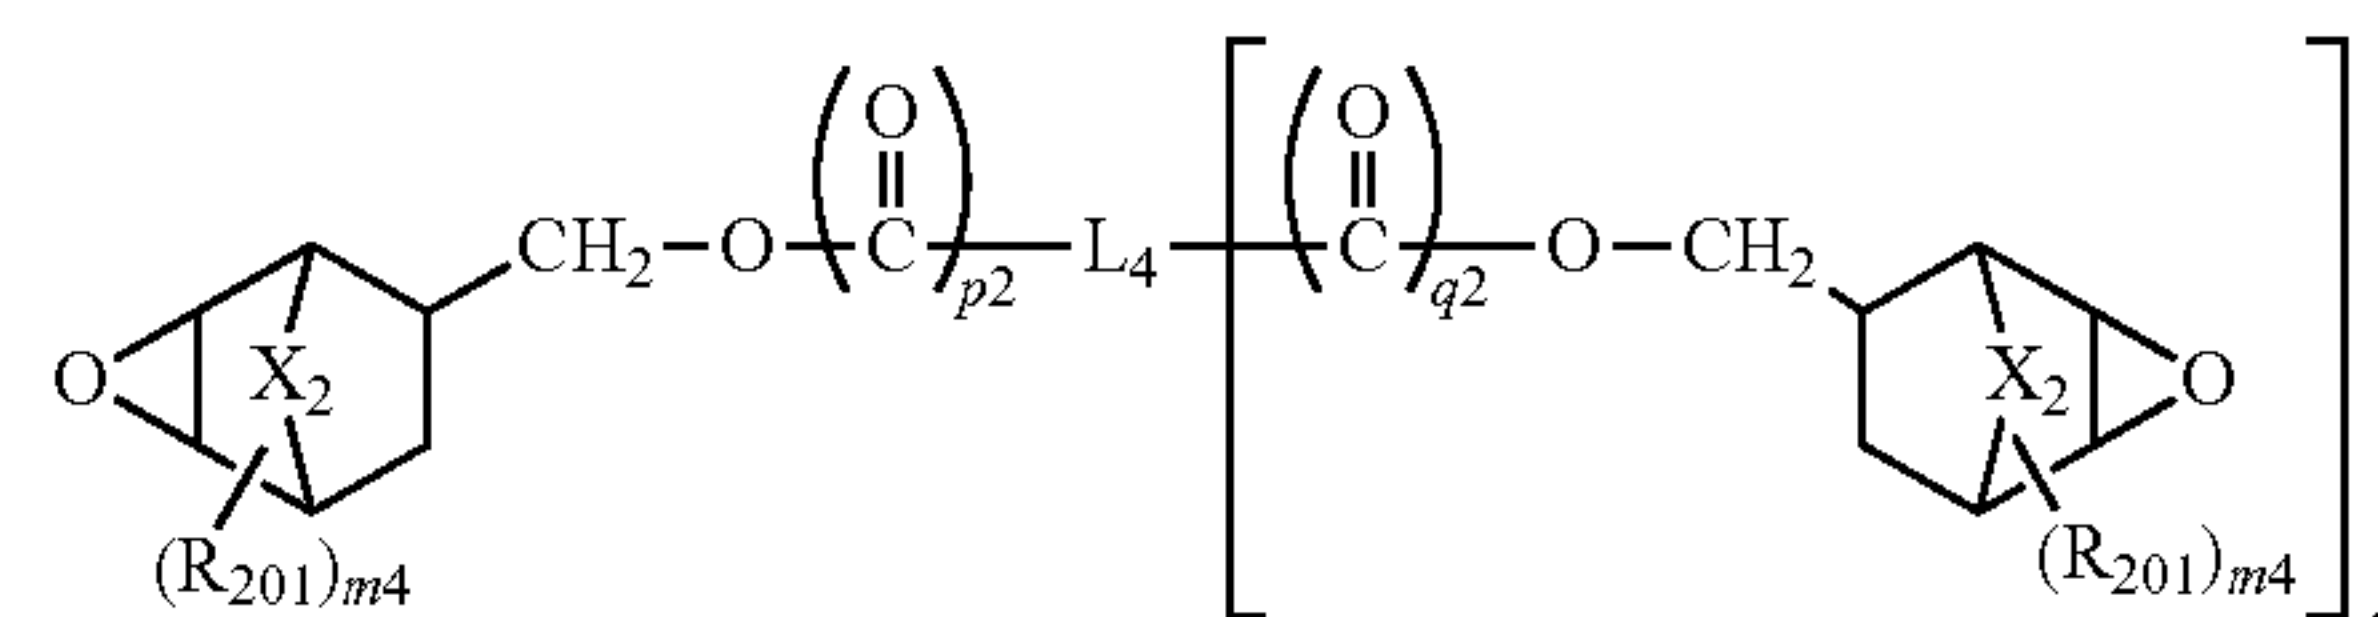 O O
CH₂—O—C p2 L₄ C q2 O—CH₂
O X₂ X₂ O
(R₂₀₁)m4 (R₂₀₁)m4